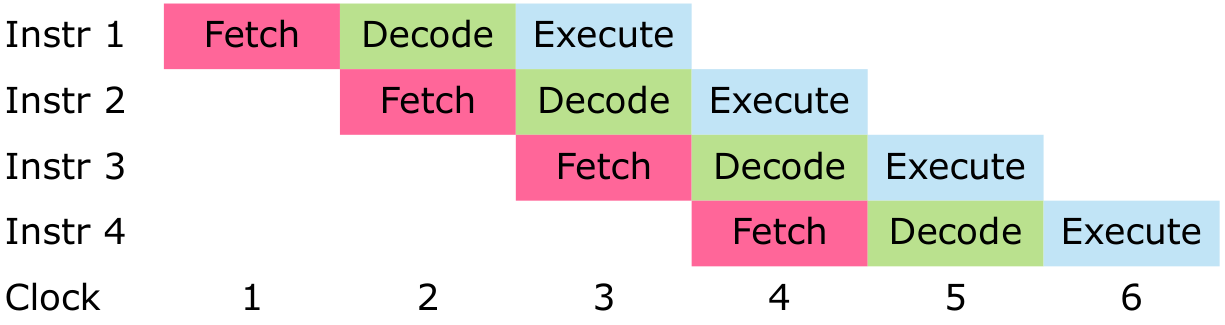 Instr 1 Fetch Decode Execute
Instr 2 Fetch Decode Execute
Instr 3 Fetch Decode Execute
Instr 4 Fetch Decode Execute
Clock 1 2 3 4 5 6